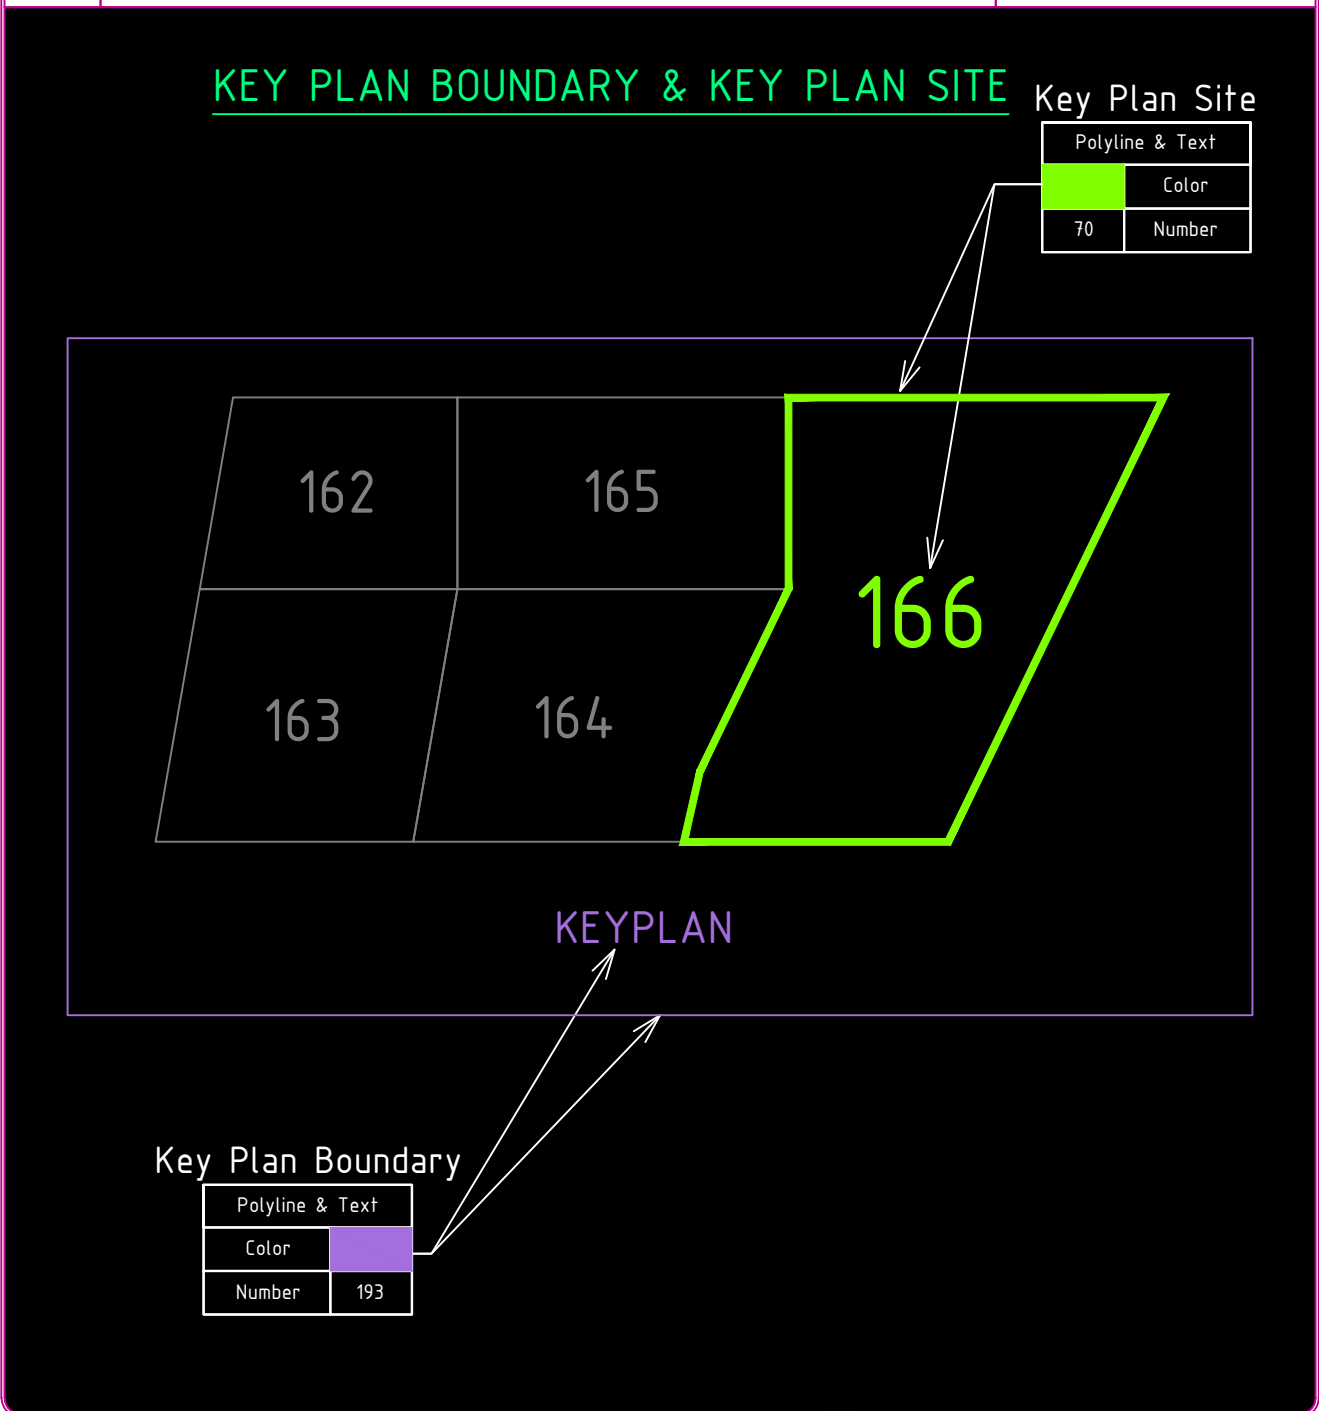 KEY PLAN BOUNDARY & KEY PLAN SITE
Key Plan Site
Polyline & Text
Color
70 Number
162 165
166
163 164
KEYPLAN
Key Plan Boundary
Polyline & Text
Color
Number 193